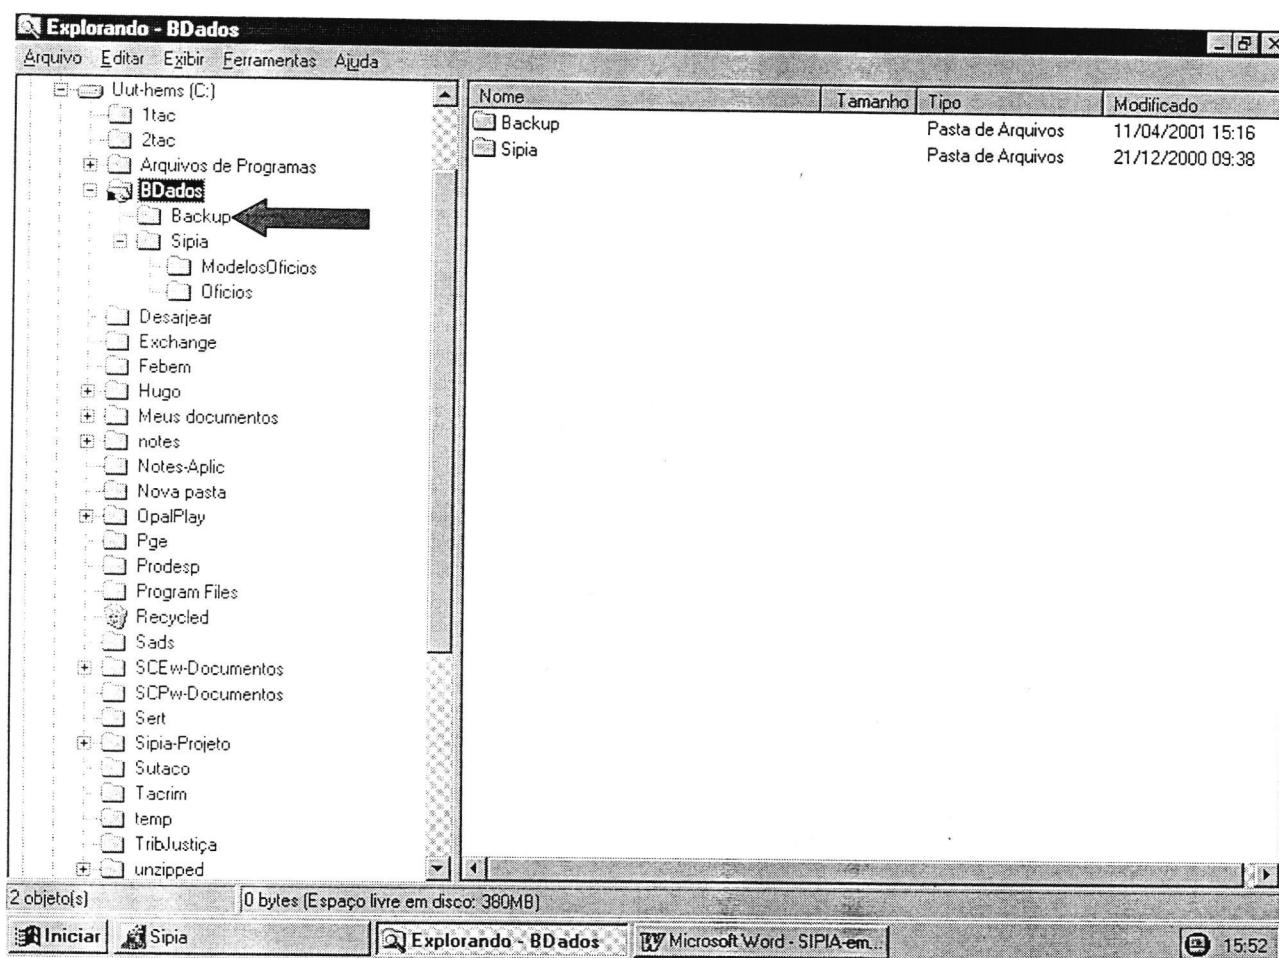 Explorando - BDados
Arquivo Editar Exibir Ferramentas Ajuda
Uut-hems (C:)
1tac
2tac
Arquivos de Programas
BDados
Backup
Sipia
ModelosOficios
Oficios
Desarjear
Exchange
Febem
Hugo
Meus documentos
notes
Notes-Aplic
Nova pasta
OpalPlay
Pge
Prodesp
Program Files
Recycled
Sads
SCEw-Documentos
SCPw-Documentos
Sert
Sipia-Projeto
Sutaco
Tacrim
temp
TribJustiça
unzipped
Nome Tamanho Tipo Modificado
Backup Pasta de Arquivos 11/04/2001 15:16
Sipia Pasta de Arquivos 21/12/2000 09:38
2 objeto(s) 0 bytes (Espaço livre em disco: 380MB)
Iniciar Sipia Explorando - BDados Microsoft Word - SIPIA-em... 15:52